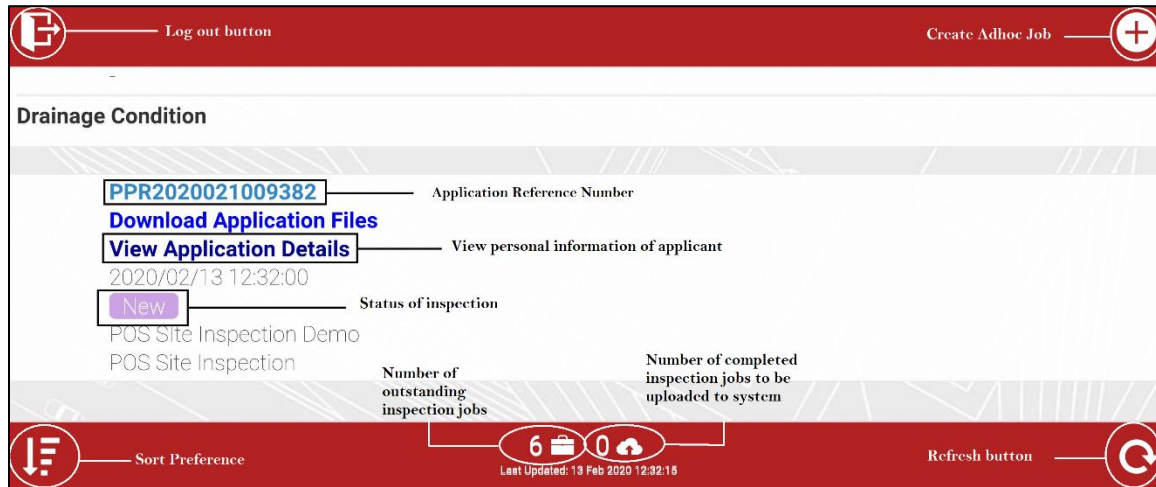 Log out button
Create Adhoc Job
-
Drainage Condition
PPR2020021009382
Application Reference Number
Download Application Files
View Application Details
View personal information of applicant
2020/02/13 12:32:00
New
Status of inspection
POS SIte Inspection Demo
POS Site Inspection
Number of
outstanding
inspection jobs
Number of completed
inspection jobs to be
uploaded to system
Sort Preference
6
0
Last Updated: 13 Feb 2020 12:32:15
Refresh button